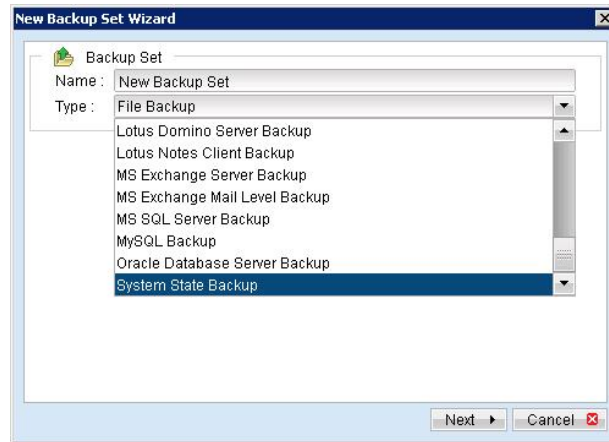 New Backup Set Wizard
Backup Set
Name : New Backup Set
Type : File Backup
Lotus Domino Server Backup
Lotus Notes Client Backup
MS Exchange Server Backup
MS Exchange Mail Level Backup
MS SQL Server Backup
MySQL Backup
Oracle Database Server Backup
System State Backup
Next Cancel